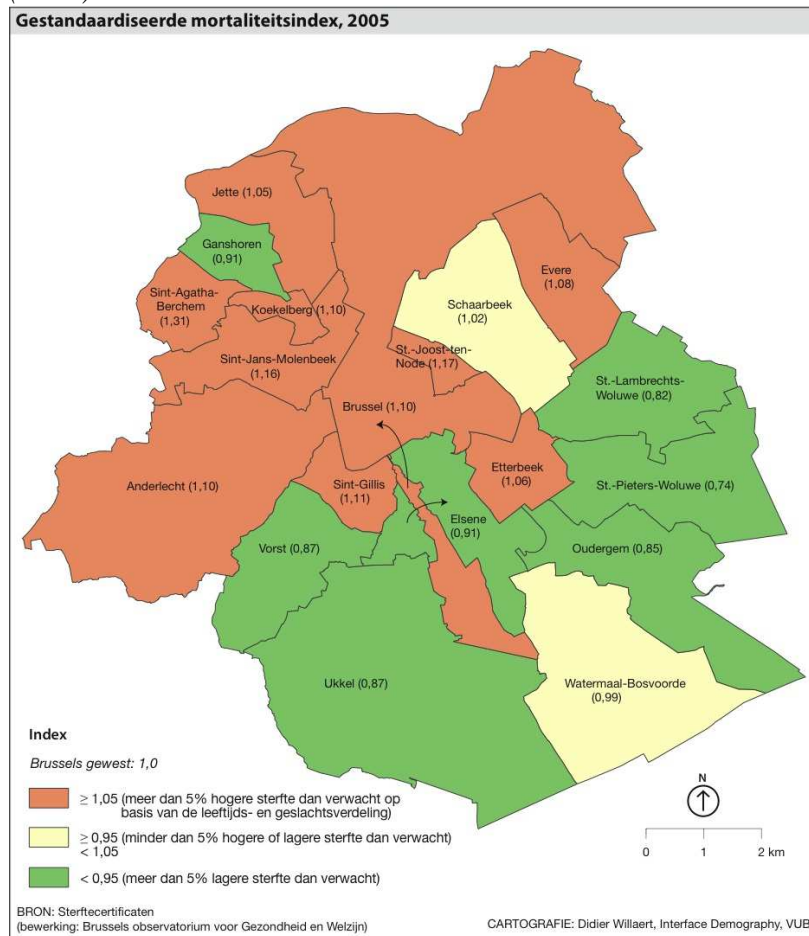 Gestandaardiseerde mortaliteitsindex, 2005
Jette (1,05)
Ganshoren
(0,91)
Sint-Agatha-
Berchem
(1,31)
Koekelberg (1,10)
Sint-Jans-Molenbeek
(1,16)
Evere
(1,08)
Schaarbeek
(1,02)
St.-Joost-ten-
Node (1,17)
St.-Lambrechts-
Woluwe (0,82)
Brussel (1,10)
Anderlecht (1,10)
Sint-Gillis
(1,11)
Etterbeek
(1,06)
St.-Pieters-Woluwe (0,74)
Elsene
(0,91)
Vorst (0,87)
Oudergem (0,85)
Ukkel (0,87)
Watermaal-Bosvoorde
(0,99)
Index
Brussels gewest: 1,0
≥ 1,05 (meer dan 5% hogere sterfte dan verwacht op
basis van de leeftijds- en geslachtsverdeling)
≥ 0,95 (minder dan 5% hogere of lagere sterfte dan verwacht)
< 1,05
< 0,95 (meer dan 5% lagere sterfte dan verwacht)
N
0 1 2 km
BRON: Sterftecertificaten
(bewerking: Brussels observatorium voor Gezondheid en Welzijn)
CARTOGRAFIE: Didier Willaert, Interface Demography, VUB